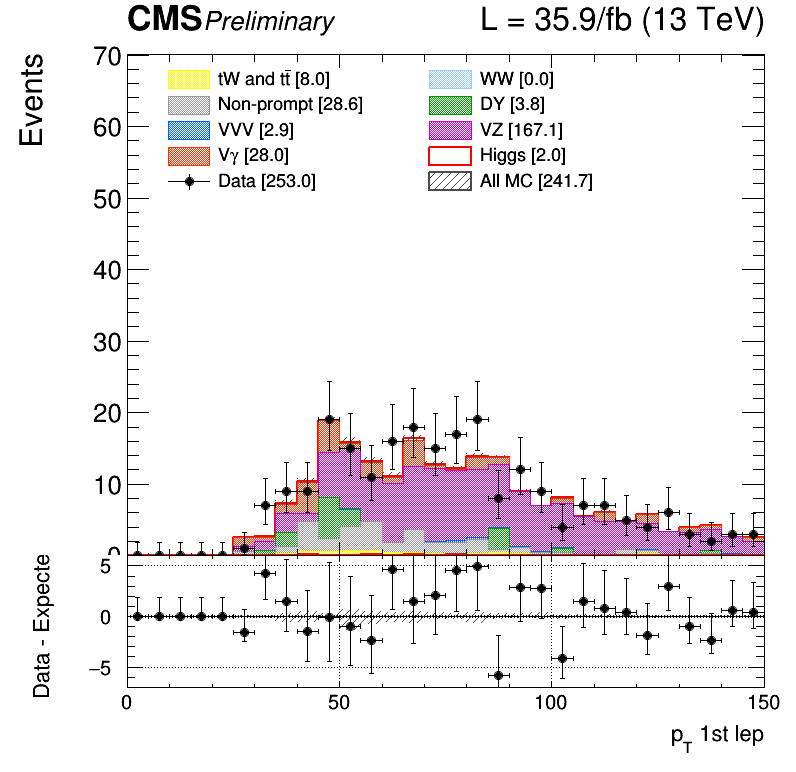 CMS Preliminary L = 35.9/fb (13 TeV)
Events
70
60
50
40
30
20
10
0
tW and tt̄ [8.0]
Non-prompt [28.6]
VVV [2.9]
Vγ [28.0]
Data [253.0]
WW [0.0]
DY [3.8]
VZ [167.1]
Higgs [2.0]
All MC [241.7]
Data - Expecte
5
0
−5
0 50 100 150
pT 1st lep